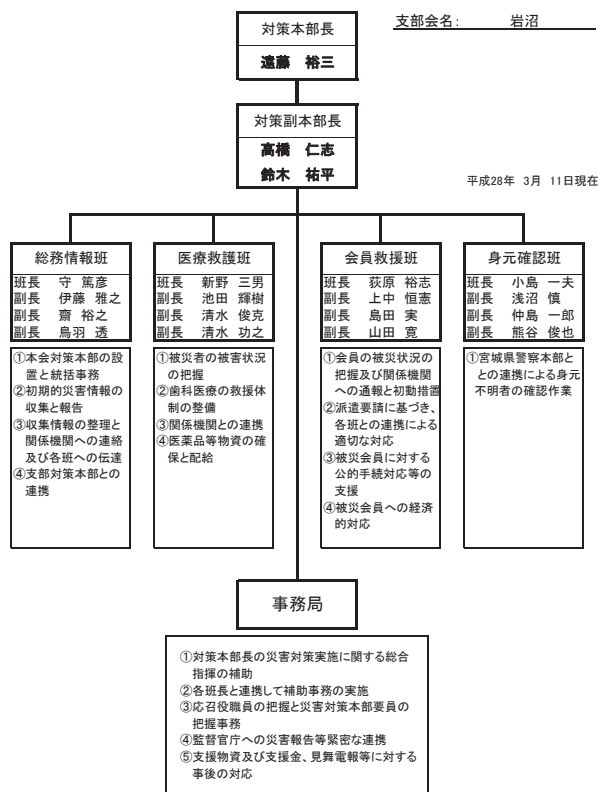 支部会名: 岩沼
対策本部長
遠藤 裕三
対策副本部長
高橋 仁志
鈴木 祐平
平成28年 3月 11日現在
総務情報班
班長 守 篤彦
副長 伊藤 雅之
副長 齋 裕之
副長 鳥羽 透
①本会対策本部の設
置と統括事務
②初期的災害情報の
収集と報告
③収集情報の整理と
関係機関への連絡
及び各班への伝達
④支部対策本部との
連携
医療救護班
班長 新野 三男
副長 池田 輝樹
副長 清水 俊克
副長 清水 功之
①被災者の被害状況
の把握
②歯科医療の救援体
制の整備
③関係機関との連携
④医薬品等物資の確
保と配給
会員救援班
班長 荻原 裕志
副長 上中 恒憲
副長 島田 実
副長 山田 寛
①会員の被災状況の
把握及び関係機関
への通報と初動措置
②派遣要請に基づき、
各班との連携による
適切な対応
③被災会員に対する
公的手続対応等の
支援
④被災会員への経済
的対応
身元確認班
班長 小島 一夫
副長 浅沼 慎
副長 仲島 一郎
副長 熊谷 俊也
①宮城県警察本部と
との連携による身元
不明者の確認作業
事務局
①対策本部長の災害対策実施に関する総合
指揮の補助
②各班長と連携して補助事務の実施
③応召役職員の把握と災害対策本部要員の
把握事務
④監督官庁への災害報告等緊密な連携
⑤支援物資及び支援金、見舞電報等に対する
事後の対応